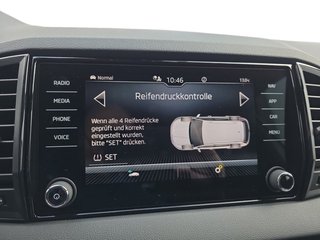 RADIO
MEDIA
PHONE
VOICE
Normal
10:46
Reifendruckkontrolle
Wenn alle 4 Reifendrücke
geprüft und korrekt
eingestellt wurden,
bitte "SET" drücken.
SET
NAV
APP
CAR
MENU